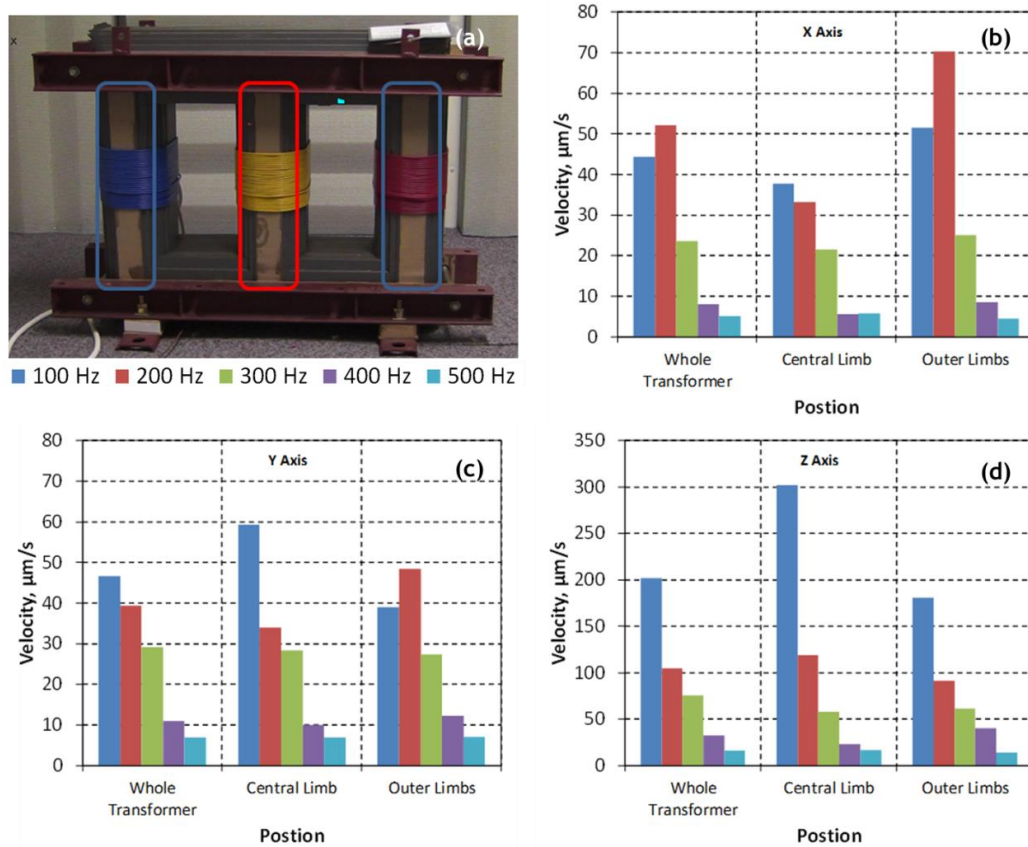 x
(a)
100 Hz 200 Hz 300 Hz 400 Hz 500 Hz
(b)
X Axis
Velocity, µm/s
80
70
60
50
40
30
20
10
0
Whole
Transformer
Central Limb
Outer Limbs
Postion
(c)
Y Axis
Velocity, µm/s
80
70
60
50
40
30
20
10
0
Whole
Transformer
Central Limb
Outer Limbs
Postion
(d)
Z Axis
Velocity, µm/s
350
300
250
200
150
100
50
0
Whole
Transformer
Central Limb
Outer Limbs
Postion